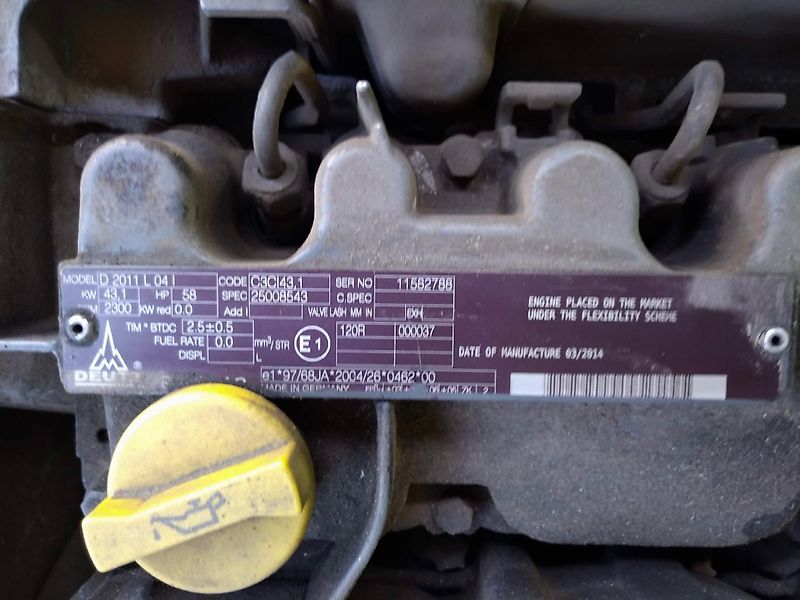 MODEL D 2011 L 04 I CODE C3C 43,1 SER NO 11582788
KW 43,1 HP 58 SPEC 25008543 C.SPEC
2300 KW red 0.0 Add I VALVE LASH MM IN EXH
TIM ° BTDC 2.5±0.5 mm³/STR E1 120R 000037
FUEL RATE 0.0
DISPL L
DEUTZ ®
e1*97/68JA*2004/26*0462*00
MADE IN GERMANY
ENGINE PLACED ON THE MARKET
UNDER THE FLEXIBILITY SCHEME
DATE OF MANUFACTURE 03/2014